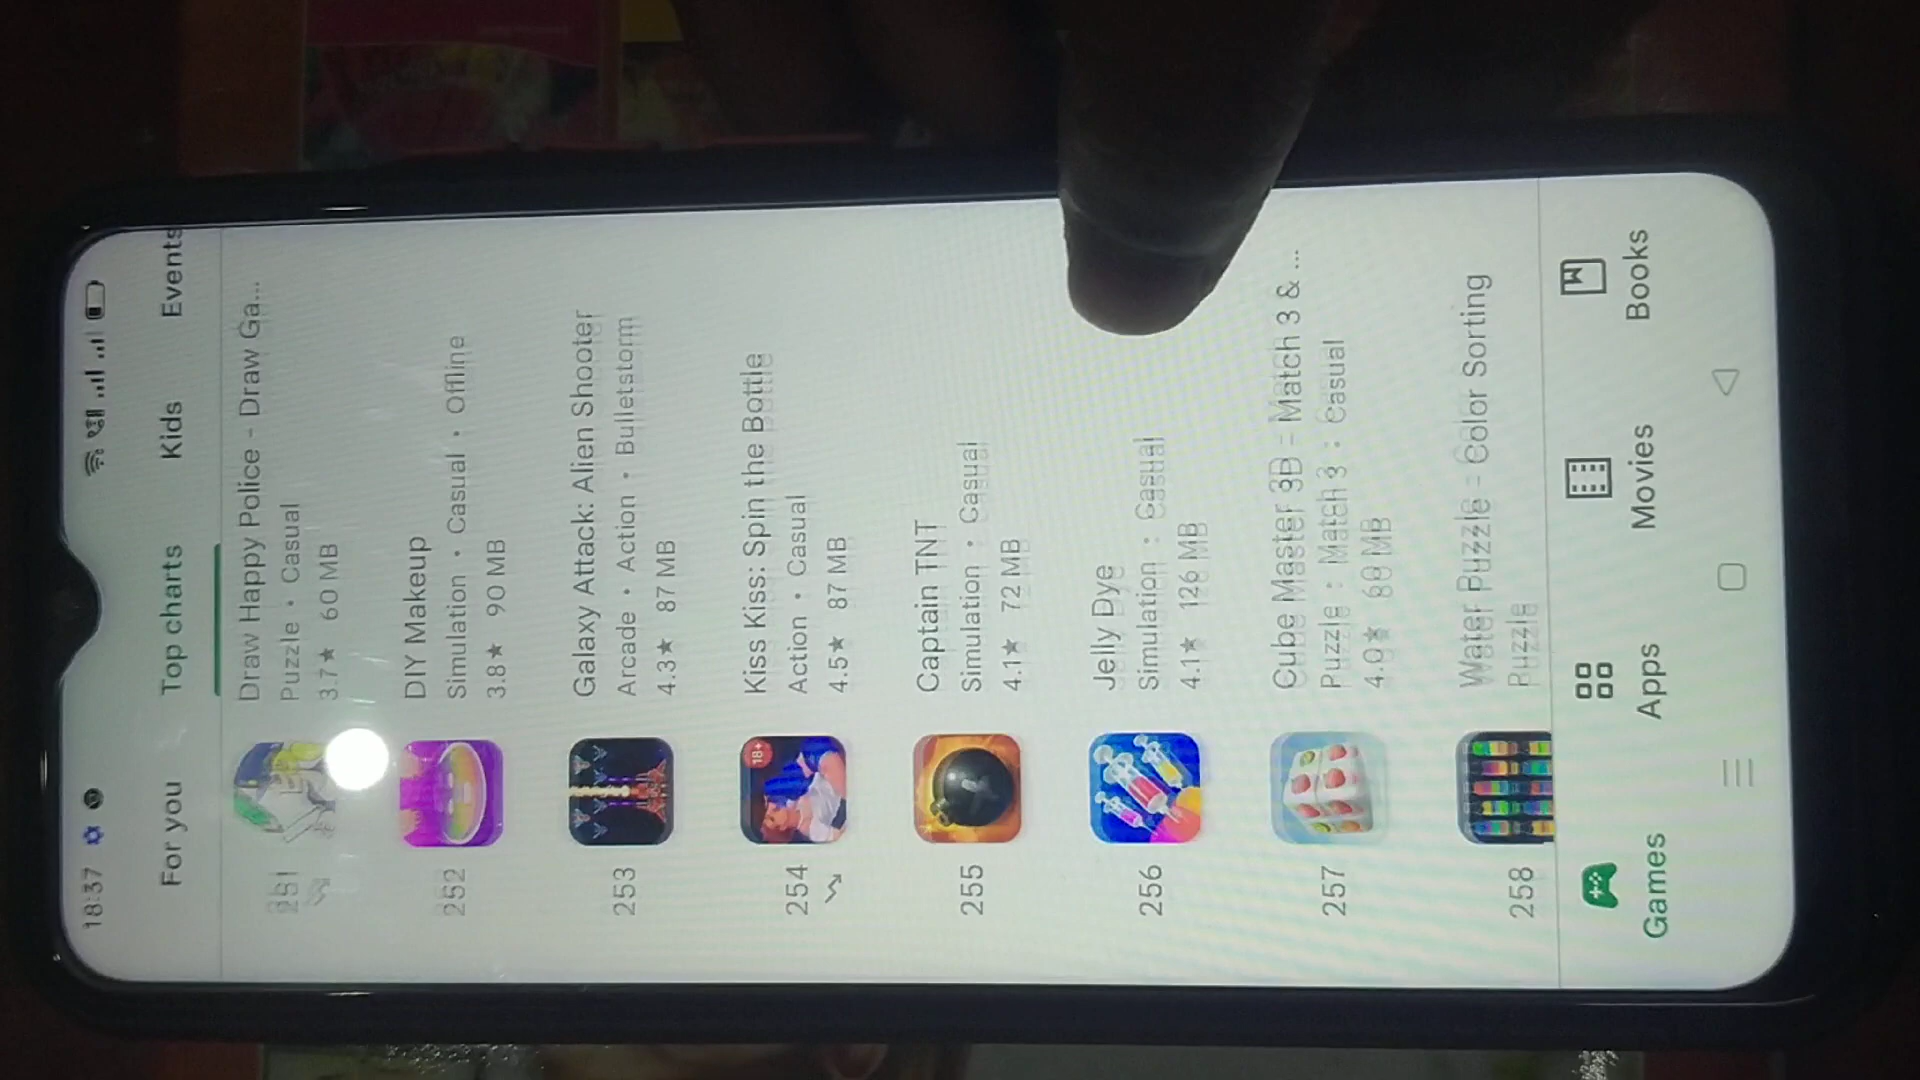 18:37
For you
Top charts
Kids
Events
251
Draw Happy Police - Draw Ga...
Puzzle • Casual
3.7★ 60 MB
252
DIY Makeup
Simulation • Casual • Offline
3.8★ 90 MB
253
Galaxy Attack: Alien Shooter
Arcade • Action • Bulletstorm
4.3★ 87 MB
254
18+
Kiss Kiss: Spin the Bottle
Action • Casual
4.5★ 87 MB
255
Captain TNT
Simulation • Casual
4.1★ 72 MB
256
Jelly Dye
Simulation • Casual
4.1★ 126 MB
257
Cube Master 3D - Match 3 & ...
Puzzle • Match 3 • Casual
4.0★ MB
258
Water Puzzle - Color Sorting
Puzzle
Games
Apps
Movies
Books